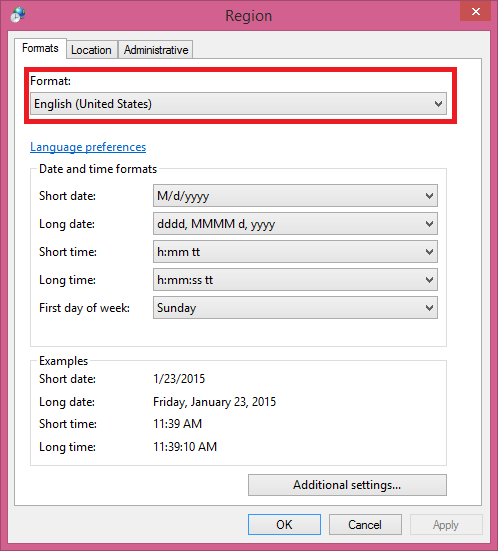 Region
Formats Location Administrative
Format:
English (United States)
Language preferences
Date and time formats
Short date: M/d/yyyy
Long date: dddd, MMMM d, yyyy
Short time: h:mm tt
Long time: h:mm:ss tt
First day of week: Sunday
Examples
Short date: 1/23/2015
Long date: Friday, January 23, 2015
Short time: 11:39 AM
Long time: 11:39:10 AM
Additional settings...
OK Cancel Apply